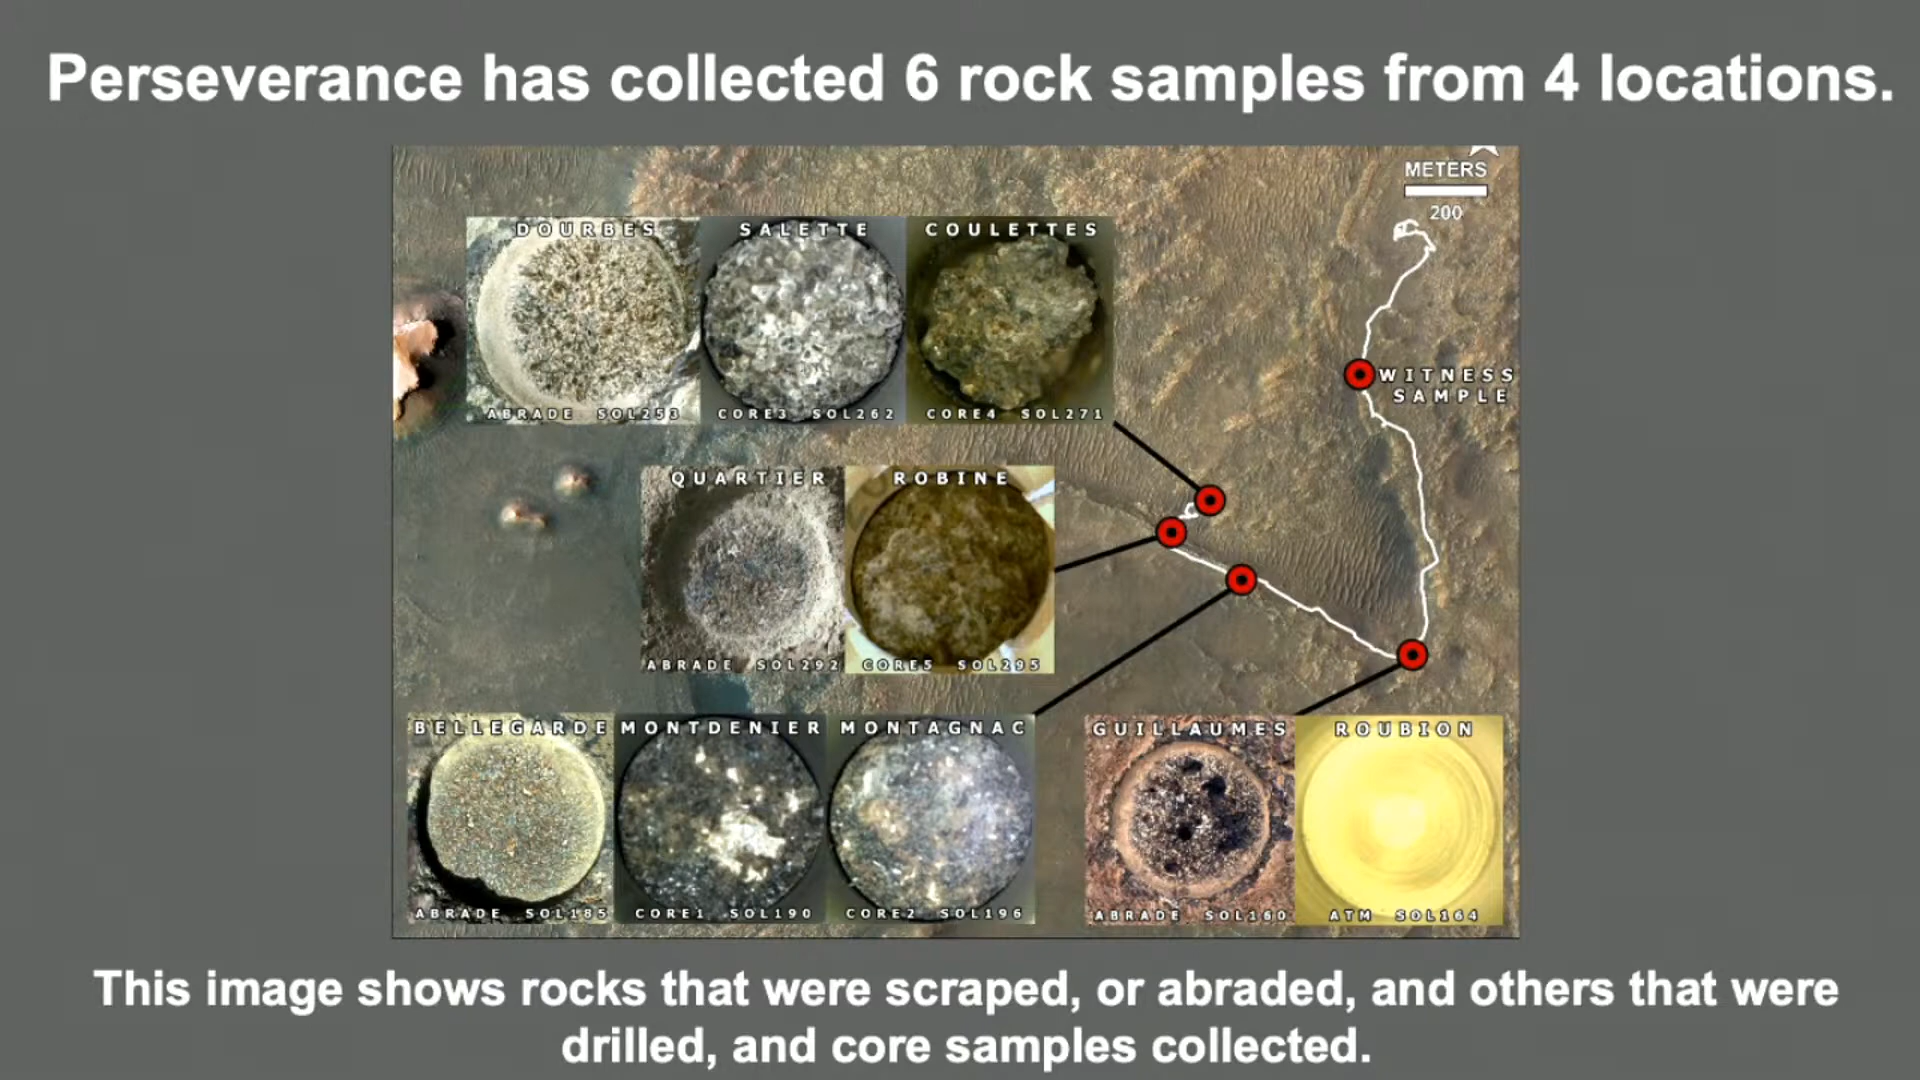 Perseverance has collected 6 rock samples from 4 locations.
METERS
200
DOURBES
SALETTE
COULETTES
ABRADE SOL253
CORE3 SOL262
CORE4 SOL271
WITNESS
SAMPLE
QUARTIER
ROBINE
ABRADE SOL292
CORE5 SOL295
BELLEGARDE
MONTDENIER
MONTAGNAC
GUILLAUMES
ROUBION
ABRADE SOL185
CORE1 SOL190
CORE2 SOL196
ABRADE SOL160
ATM SOL164
This image shows rocks that were scraped, or abraded, and others that were
drilled, and core samples collected.